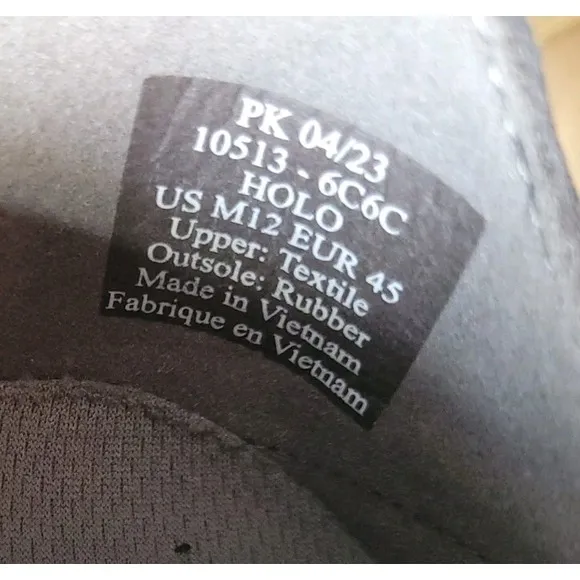 PK 04/23
10513 - 6C6C
HOLO
US M12 EUR 45
Upper: Textile
Outsole: Rubber
Made in Vietnam
Fabrique en Vietnam